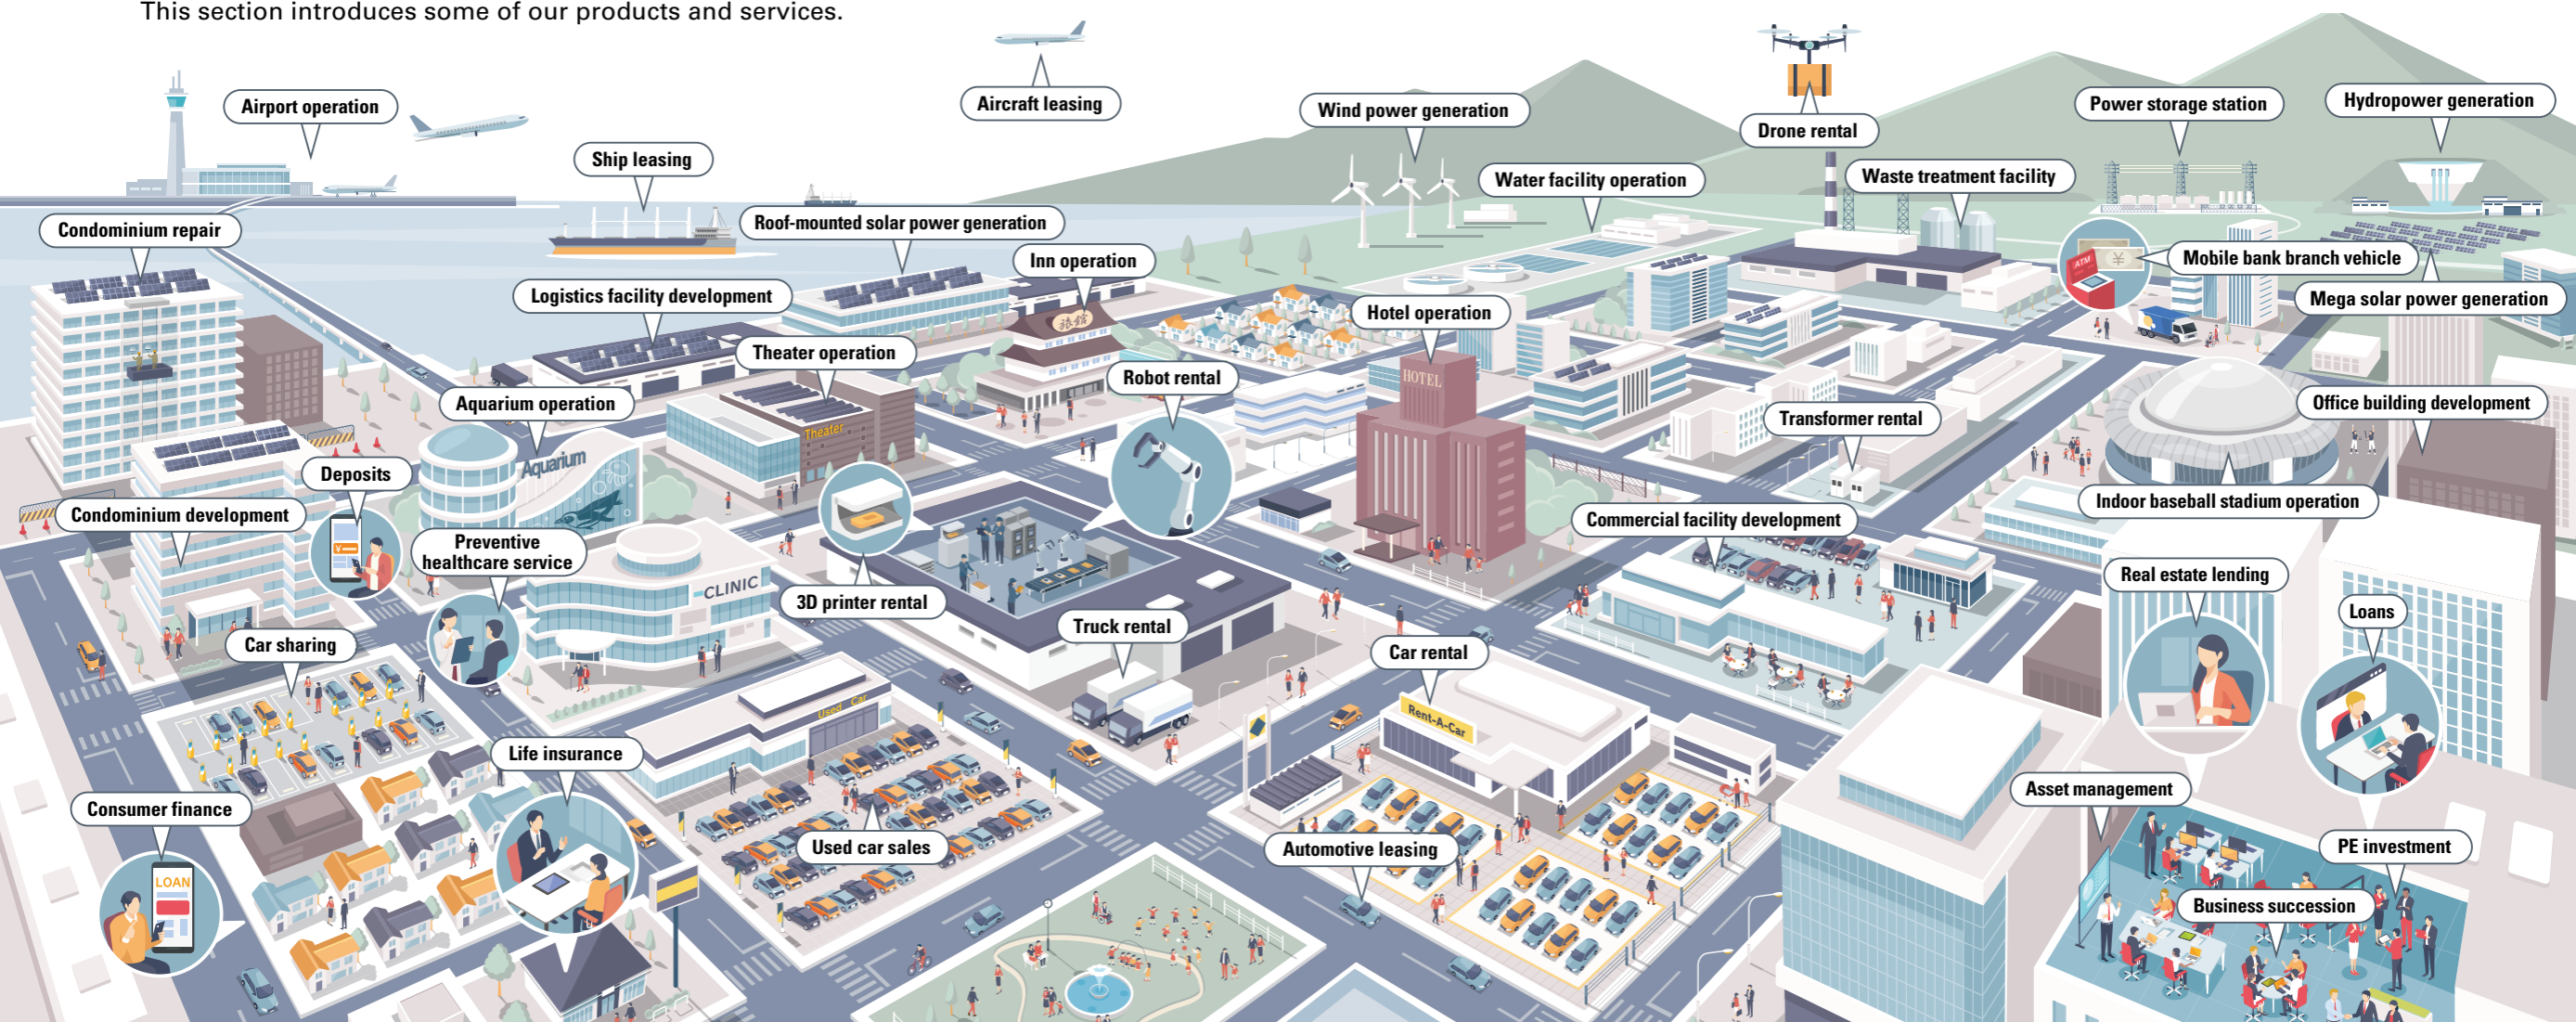 This section introduces some of our products and services.
Airport operation
Aircraft leasing
Wind power generation
Drone rental
Power storage station
Hydropower generation
Ship leasing
Water facility operation
Waste treatment facility
Condominium repair
Roof-mounted solar power generation
Inn operation
Mobile bank branch vehicle
ATM
¥
Logistics facility development
旅館
Hotel operation
Mega solar power generation
Theater operation
Robot rental
HOTEL
Aquarium operation
Theater
Transformer rental
Office building development
Aquarium
Deposits
¥
Condominium development
Preventive
healthcare service
Commercial facility development
Indoor baseball stadium operation
CLINIC
3D printer rental
Real estate lending
Loans
Truck rental
Car sharing
Car rental
Used Car
Rent-A-Car
Life insurance
Asset management
Consumer finance
Used car sales
Automotive leasing
PE investment
LOAN
Business succession